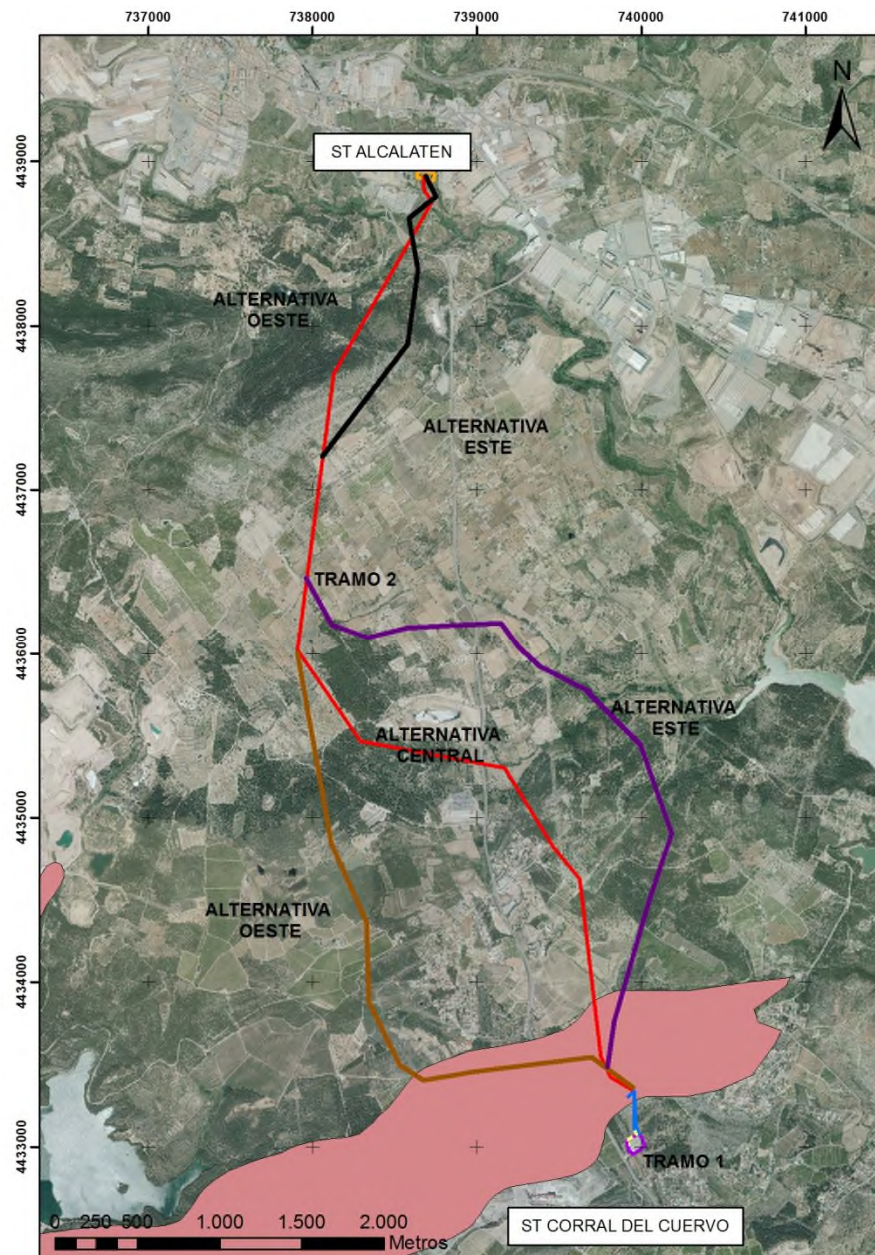 737000 738000 739000 740000 741000
N
4439000
ST ALCALATEN
4438000
ALTERNATIVA
OESTE
ALTERNATIVA
ESTE
4437000
TRAMO 2
4436000
ALTERNATIVA
ESTE
ALTERNATIVA
CENTRAL
4435000
ALTERNATIVA
OESTE
4434000
4433000
TRAMO 1
ST CORRAL DEL CUERVO
0 250 500 1.000 1.500 2.000
Metros